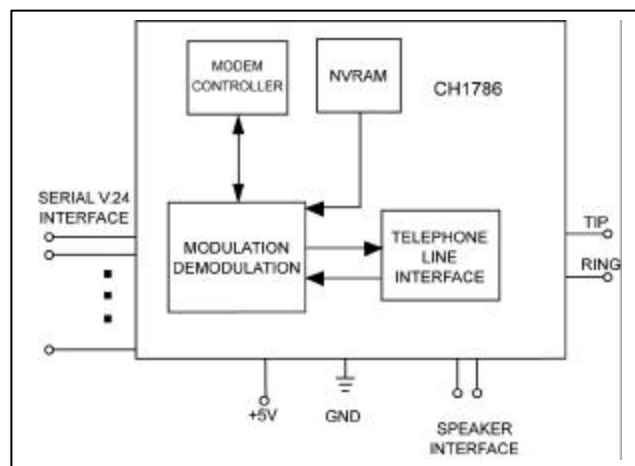 MODEM
CONTROLLER
NVRAM
CH1786
SERIAL V.24
INTERFACE
MODULATION
DEMODULATION
TELEPHONE
LINE
INTERFACE
TIP
RING
+5V
GND
SPEAKER
INTERFACE